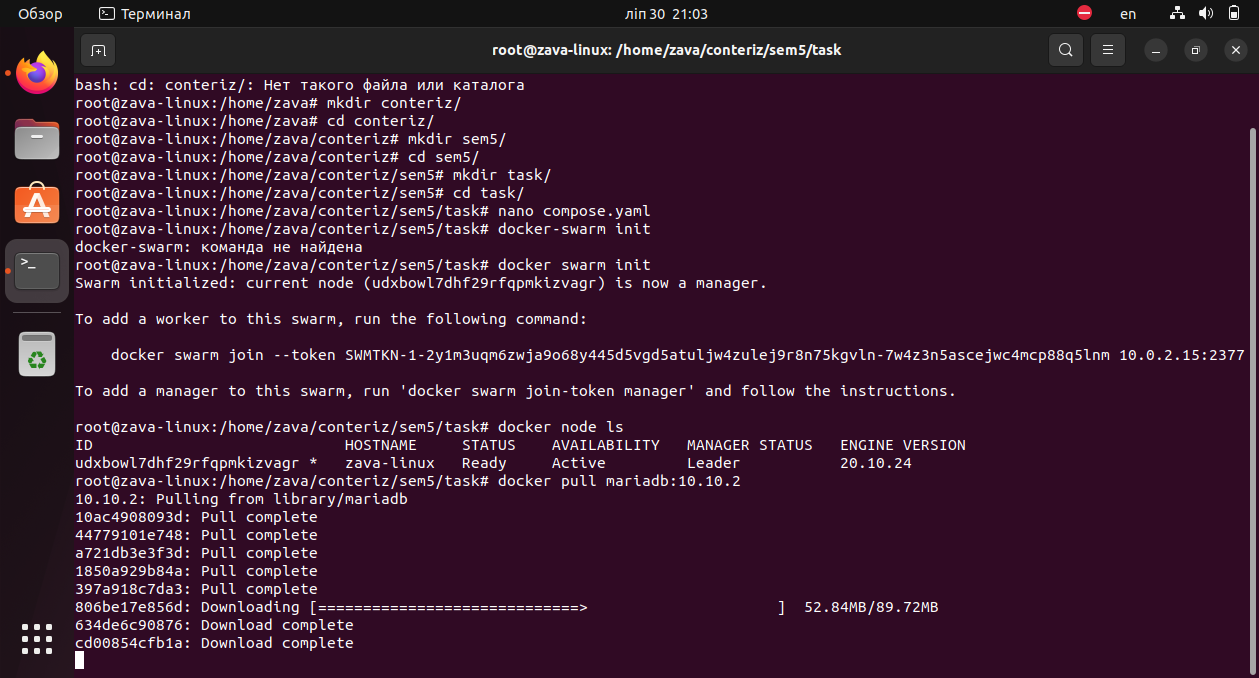 Обзор
Терминал
ліп 30 21:03
en
root@zava-linux: /home/zava/conteriz/sem5/task
bash: cd: conteriz/: Нет такого файла или каталога
root@zava-linux:/home/zava# mkdir conteriz/
root@zava-linux:/home/zava# cd conteriz/
root@zava-linux:/home/zava/conteriz# mkdir sem5/
root@zava-linux:/home/zava/conteriz# cd sem5/
root@zava-linux:/home/zava/conteriz/sem5# mkdir task/
root@zava-linux:/home/zava/conteriz/sem5# cd task/
root@zava-linux:/home/zava/conteriz/sem5/task# nano compose.yaml
root@zava-linux:/home/zava/conteriz/sem5/task# docker-swarm init
docker-swarm: команда не найдена
root@zava-linux:/home/zava/conteriz/sem5/task# docker swarm init
Swarm initialized: current node (udxbowl7dhf29rfqpmkizvagr) is now a manager.
To add a worker to this swarm, run the following command:
docker swarm join --token SWMTKN-1-2y1m3uqm6zwja9o68y445d5vgd5atuljw4zulej9r8n75kgvln-7w4z3n5ascejwc4mcp88q5lnm 10.0.2.15:2377
To add a manager to this swarm, run 'docker swarm join-token manager' and follow the instructions.
root@zava-linux:/home/zava/conteriz/sem5/task# docker node ls
ID HOSTNAME STATUS AVAILABILITY MANAGER STATUS ENGINE VERSION
udxbowl7dhf29rfqpmkizvagr * zava-linux Ready Active Leader 20.10.24
root@zava-linux:/home/zava/conteriz/sem5/task# docker pull mariadb:10.10.2
10.10.2: Pulling from library/mariadb
10ac4908093d: Pull complete
44779101e748: Pull complete
a721db3e3f3d: Pull complete
1850a929b84a: Pull complete
397a918c7da3: Pull complete
806be17e856d: Downloading [=============================> ] 52.84MB/89.72MB
634de6c90876: Download complete
cd00854cfb1a: Download complete